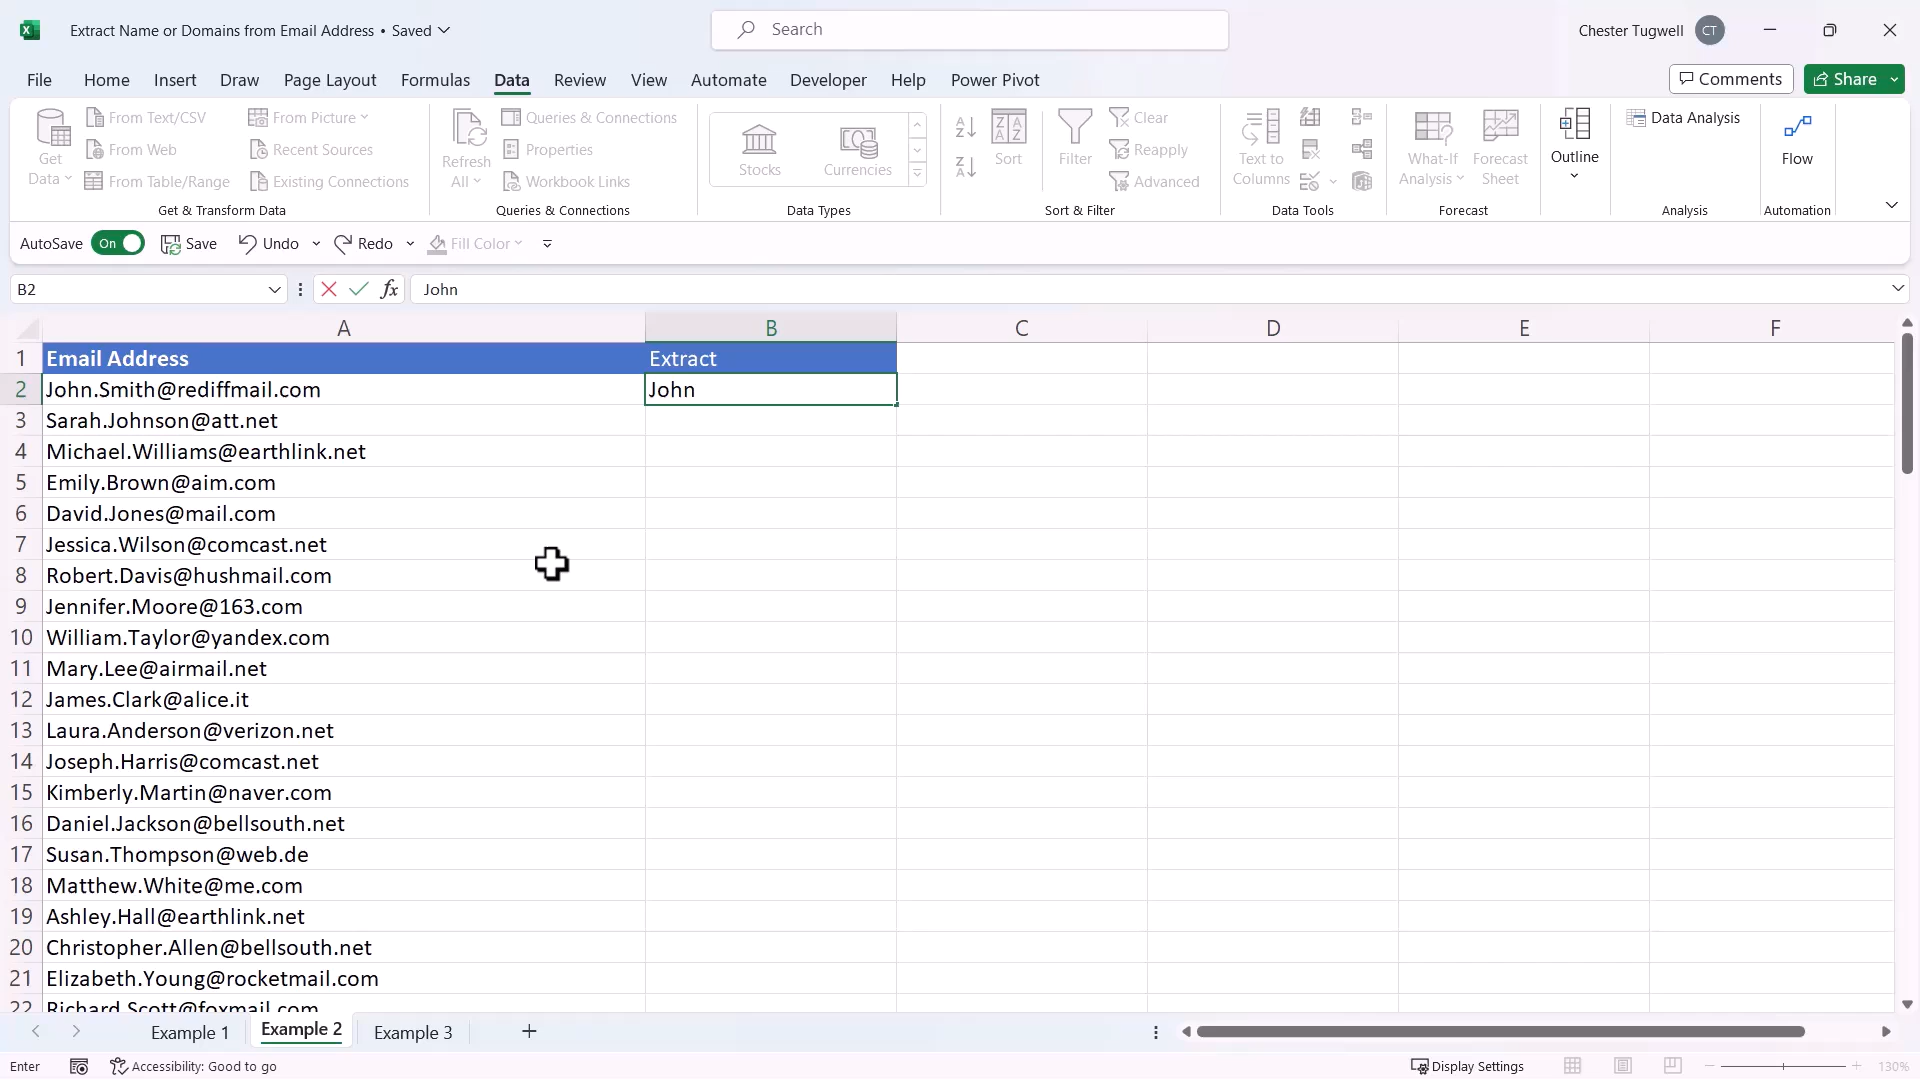 Extract Name or Domains from Email Address • Saved
Search
Chester Tugwell CT
File Home Insert Draw Page Layout Formulas Data Review View Automate Developer Help Power Pivot
Comments Share
Get Data
From Text/CSV
From Web
From Table/Range
From Picture
Recent Sources
Existing Connections
Get & Transform Data
Refresh All
Queries & Connections
Properties
Workbook Links
Queries & Connections
Stocks
Currencies
Data Types
Sort
Filter
Clear
Reapply
Advanced
Sort & Filter
Text to Columns
Data Tools
What-If Analysis
Forecast Sheet
Forecast
Outline
Data Analysis
Analysis
Flow
Automation
AutoSave On Save Undo Redo Fill Color
B2 fx John
A B C D E F
1 Email Address Extract
2 John.Smith@rediffmail.com John
3 Sarah.Johnson@att.net
4 Michael.Williams@earthlink.net
5 Emily.Brown@aim.com
6 David.Jones@mail.com
7 Jessica.Wilson@comcast.net
8 Robert.Davis@hushmail.com
9 Jennifer.Moore@163.com
10 William.Taylor@yandex.com
11 Mary.Lee@airmail.net
12 James.Clark@alice.it
13 Laura.Anderson@verizon.net
14 Joseph.Harris@comcast.net
15 Kimberly.Martin@naver.com
16 Daniel.Jackson@bellsouth.net
17 Susan.Thompson@web.de
18 Matthew.White@me.com
19 Ashley.Hall@earthlink.net
20 Christopher.Allen@bellsouth.net
21 Elizabeth.Young@rocketmail.com
22 Richard.Scott@foxmail.com
Example 1 Example 2 Example 3
Enter Accessibility: Good to go Display Settings 130%